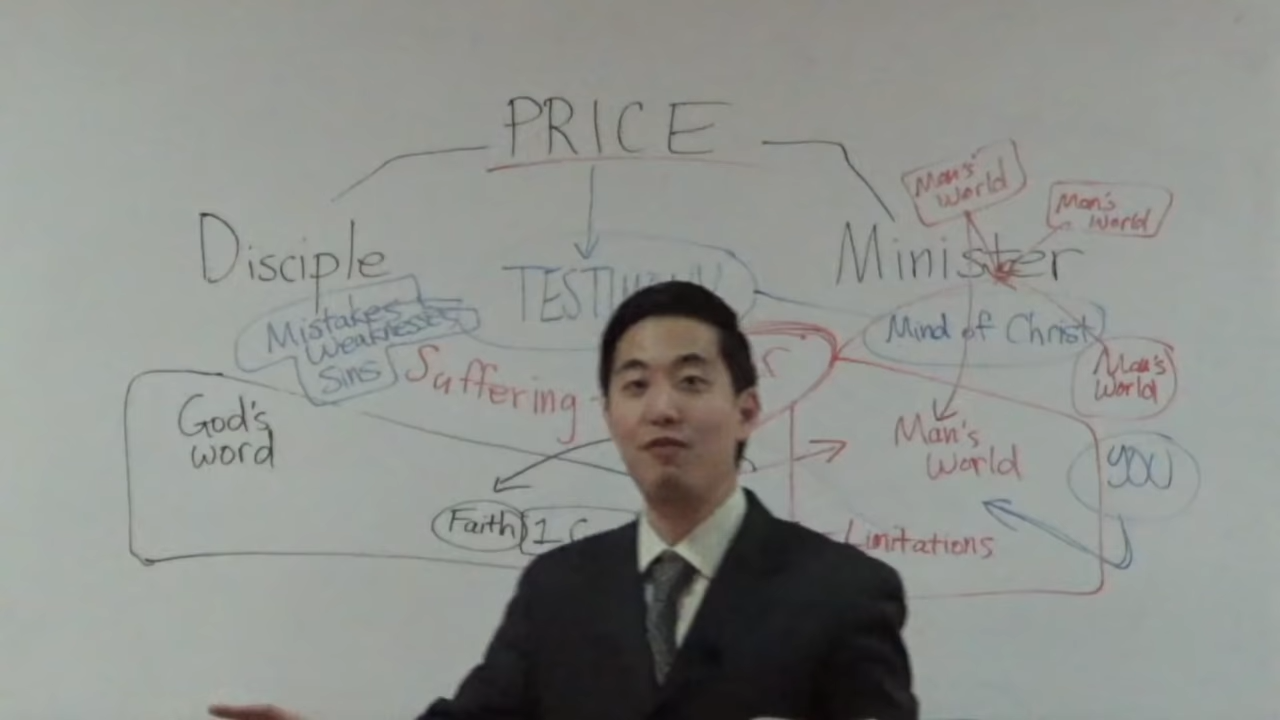 PRICE
Man's
World
Man's
World
Disciple
Minister
Mistakes
Weaknesses
Sins
Mind of Christ
Suffering
Man's
World
God's
word
Man's
World
YOU
Faith
Limitations